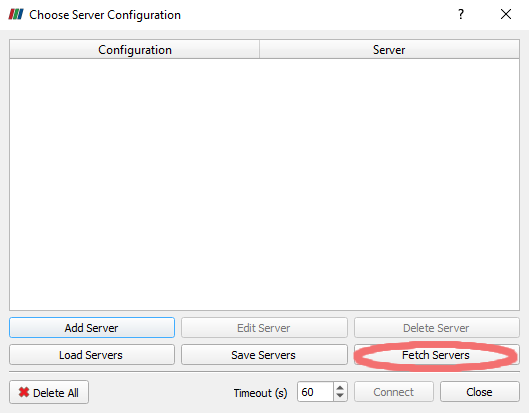 Choose Server Configuration ? 
Configuration Server
Add Server Edit Server Delete Server
Load Servers Save Servers Fetch Servers
Delete All Timeout (s) 60 Connect Close